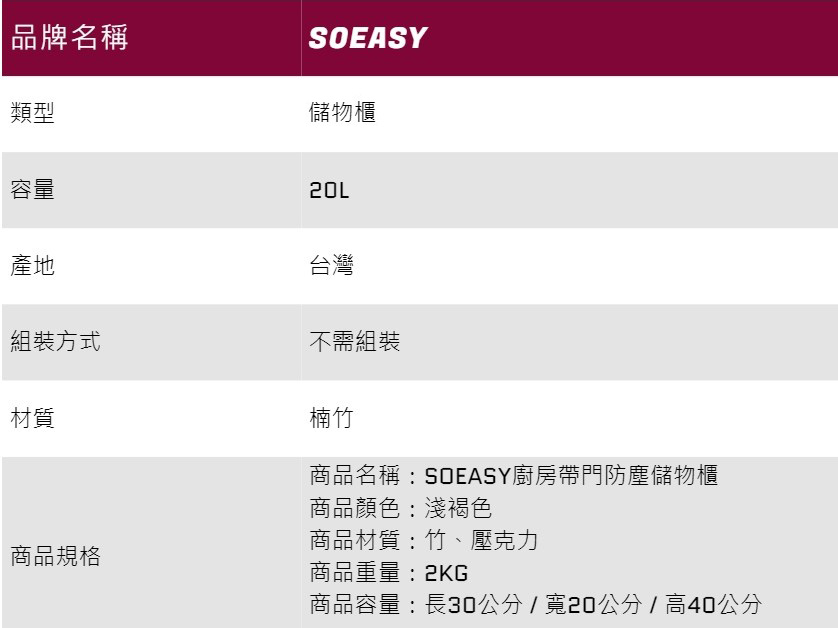 品牌名稱 SOEASY
類型 儲物櫃
容量 20L
產地 台灣
組裝方式 不需組裝
材質 楠竹
商品規格
商品名稱：SOEASY廚房帶門防塵儲物櫃
商品顏色：淺褐色
商品材質：竹、壓克力
商品重量：2KG
商品容量：長30公分 / 寬20公分 / 高40公分